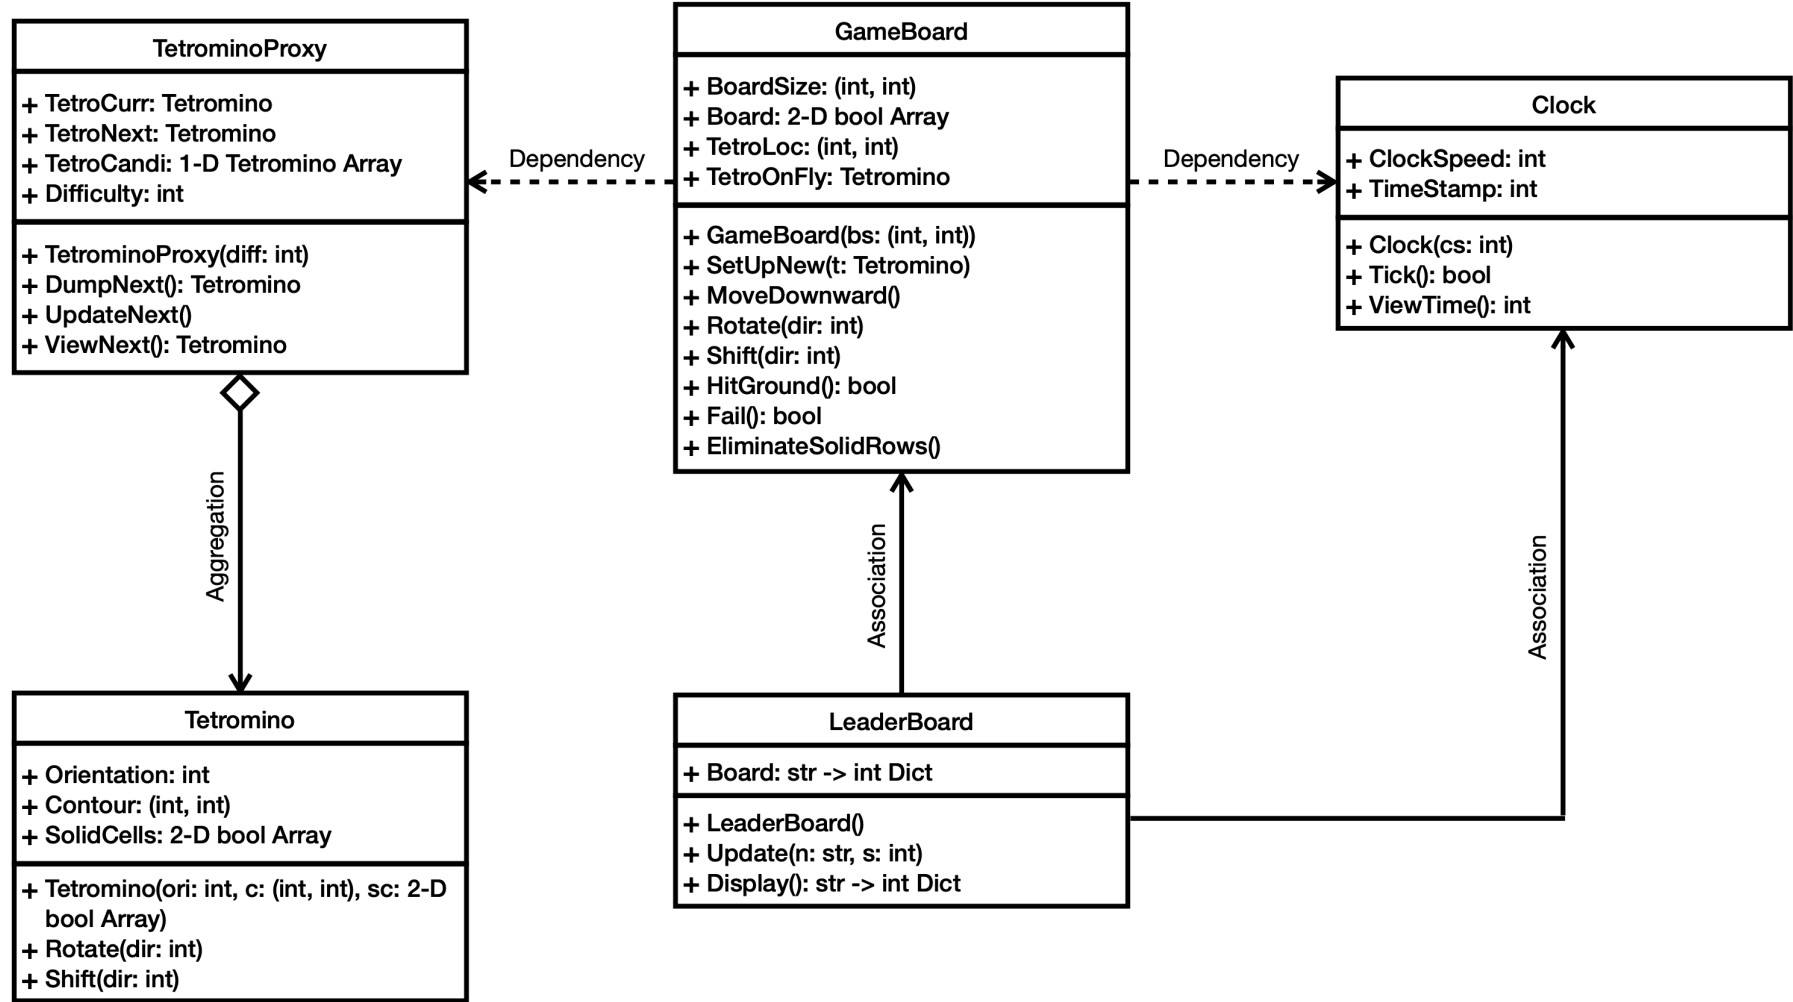 TetrominoProxy
+ TetroCurr: Tetromino
+ TetroNext: Tetromino
+ TetroCandi: 1-D Tetromino Array
+ Difficulty: int
+ TetrominoProxy(diff: int)
+ DumpNext(): Tetromino
+ UpdateNext()
+ ViewNext(): Tetromino
Dependency
GameBoard
+ BoardSize: (int, int)
+ Board: 2-D bool Array
+ TetroLoc: (int, int)
+ TetroOnFly: Tetromino
+ GameBoard(bs: (int, int))
+ SetUpNew(t: Tetromino)
+ MoveDownward()
+ Rotate(dir: int)
+ Shift(dir: int)
+ HitGround(): bool
+ Fail(): bool
+ EliminateSolidRows()
Dependency
Clock
+ ClockSpeed: int
+ TimeStamp: int
+ Clock(cs: int)
+ Tick(): bool
+ ViewTime(): int
Aggregation
Association
Association
Tetromino
+ Orientation: int
+ Contour: (int, int)
+ SolidCells: 2-D bool Array
+ Tetromino(ori: int, c: (int, int), sc: 2-D
bool Array)
+ Rotate(dir: int)
+ Shift(dir: int)
LeaderBoard
+ Board: str -> int Dict
+ LeaderBoard()
+ Update(n: str, s: int)
+ Display(): str -> int Dict